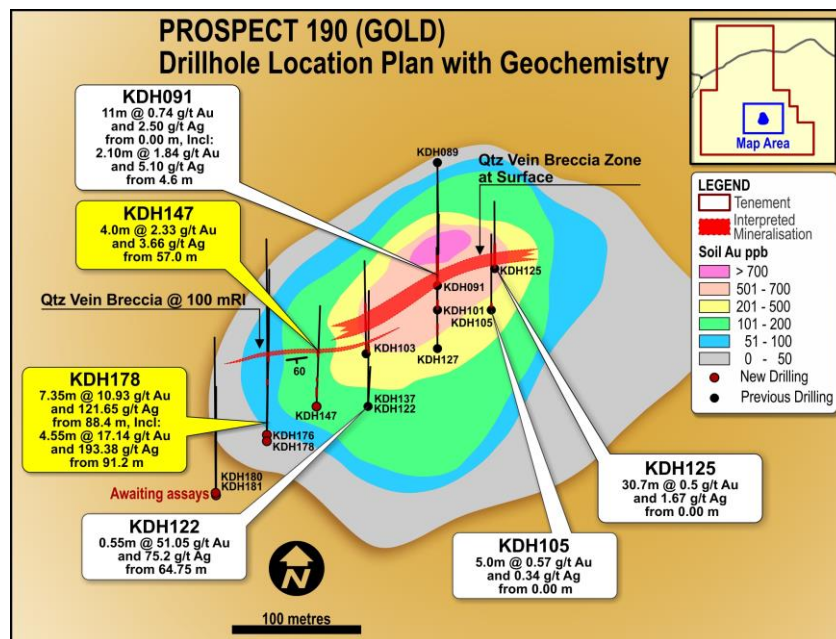 PROSPECT 190 (GOLD)
Drillhole Location Plan with Geochemistry
Map Area
KDH091
11m @ 0.74 g/t Au
and 2.50 g/t Ag
from 0.00 m, Incl:
2.10m @ 1.84 g/t Au
and 5.10 g/t Ag
from 4.6 m
KDH089
Qtz Vein Breccia Zone
at Surface
LEGEND
Tenement
Interpreted
Mineralisation
Soil Au ppb
> 700
501 - 700
201 - 500
101 - 200
51 - 100
0 - 50
New Drilling
Previous Drilling
KDH147
4.0m @ 2.33 g/t Au
and 3.66 g/t Ag
from 57.0 m
Qtz Vein Breccia @ 100 mRl
KDH125
KDH091
KDH101
KDH105
KDH103
KDH127
60
KDH178
7.35m @ 10.93 g/t Au
and 121.65 g/t Ag
from 88.4 m, Incl:
4.55m @ 17.14 g/t Au
and 193.38 g/t Ag
from 91.2 m
KDH147
KDH137
KDH122
KDH176
KDH178
KDH180
KDH181
Awaiting assays
KDH122
0.55m @ 51.05 g/t Au
and 75.2 g/t Ag
from 64.75 m
KDH125
30.7m @ 0.5 g/t Au
and 1.67 g/t Ag
from 0.00 m
KDH105
5.0m @ 0.57 g/t Au
and 0.34 g/t Ag
from 0.00 m
N
100 metres